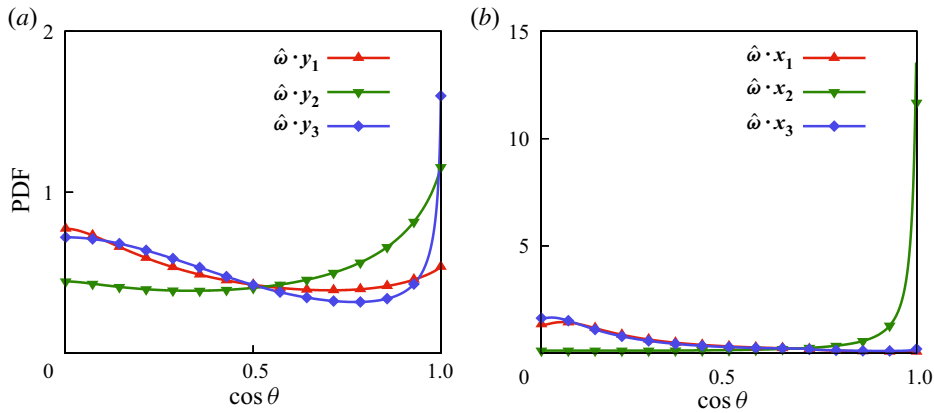 (a)
2
1
PDF
ω̂·y₁
ω̂·y₂
ω̂·y₃
0
0.5
1.0
cos θ
(b)
15
10
5
ω̂·x₁
ω̂·x₂
ω̂·x₃
0
0.5
1.0
cos θ